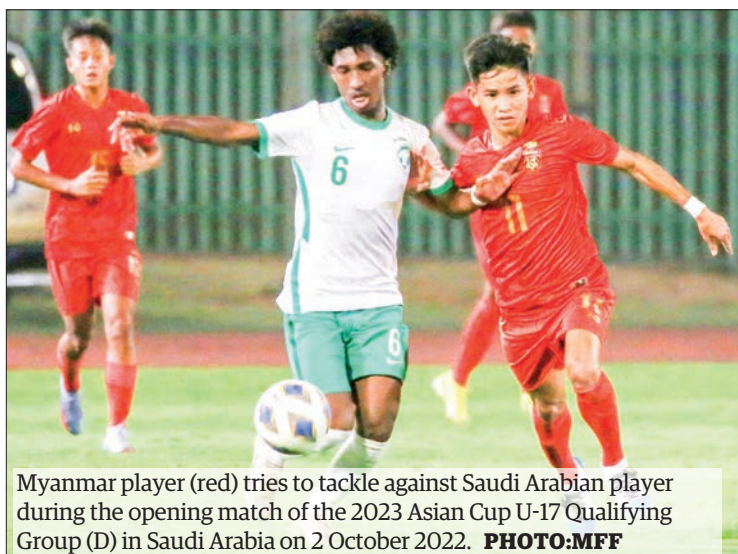 6
11
6
Myanmar player (red) tries to tackle against Saudi Arabian player
during the opening match of the 2023 Asian Cup U-17 Qualifying
Group (D) in Saudi Arabia on 2 October 2022. PHOTO:MFF